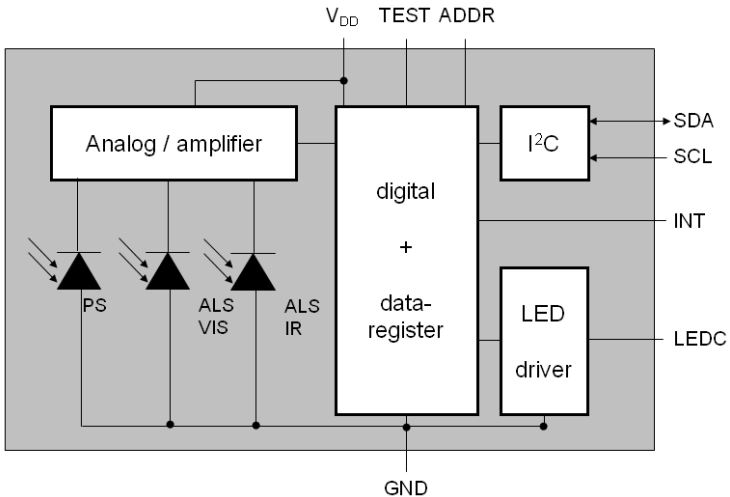 V_DD TEST ADDR
Analog / amplifier
I²C
SDA
SCL
digital
+
data-
register
INT
PS
ALS
VIS
ALS
IR
LED
driver
LEDC
GND